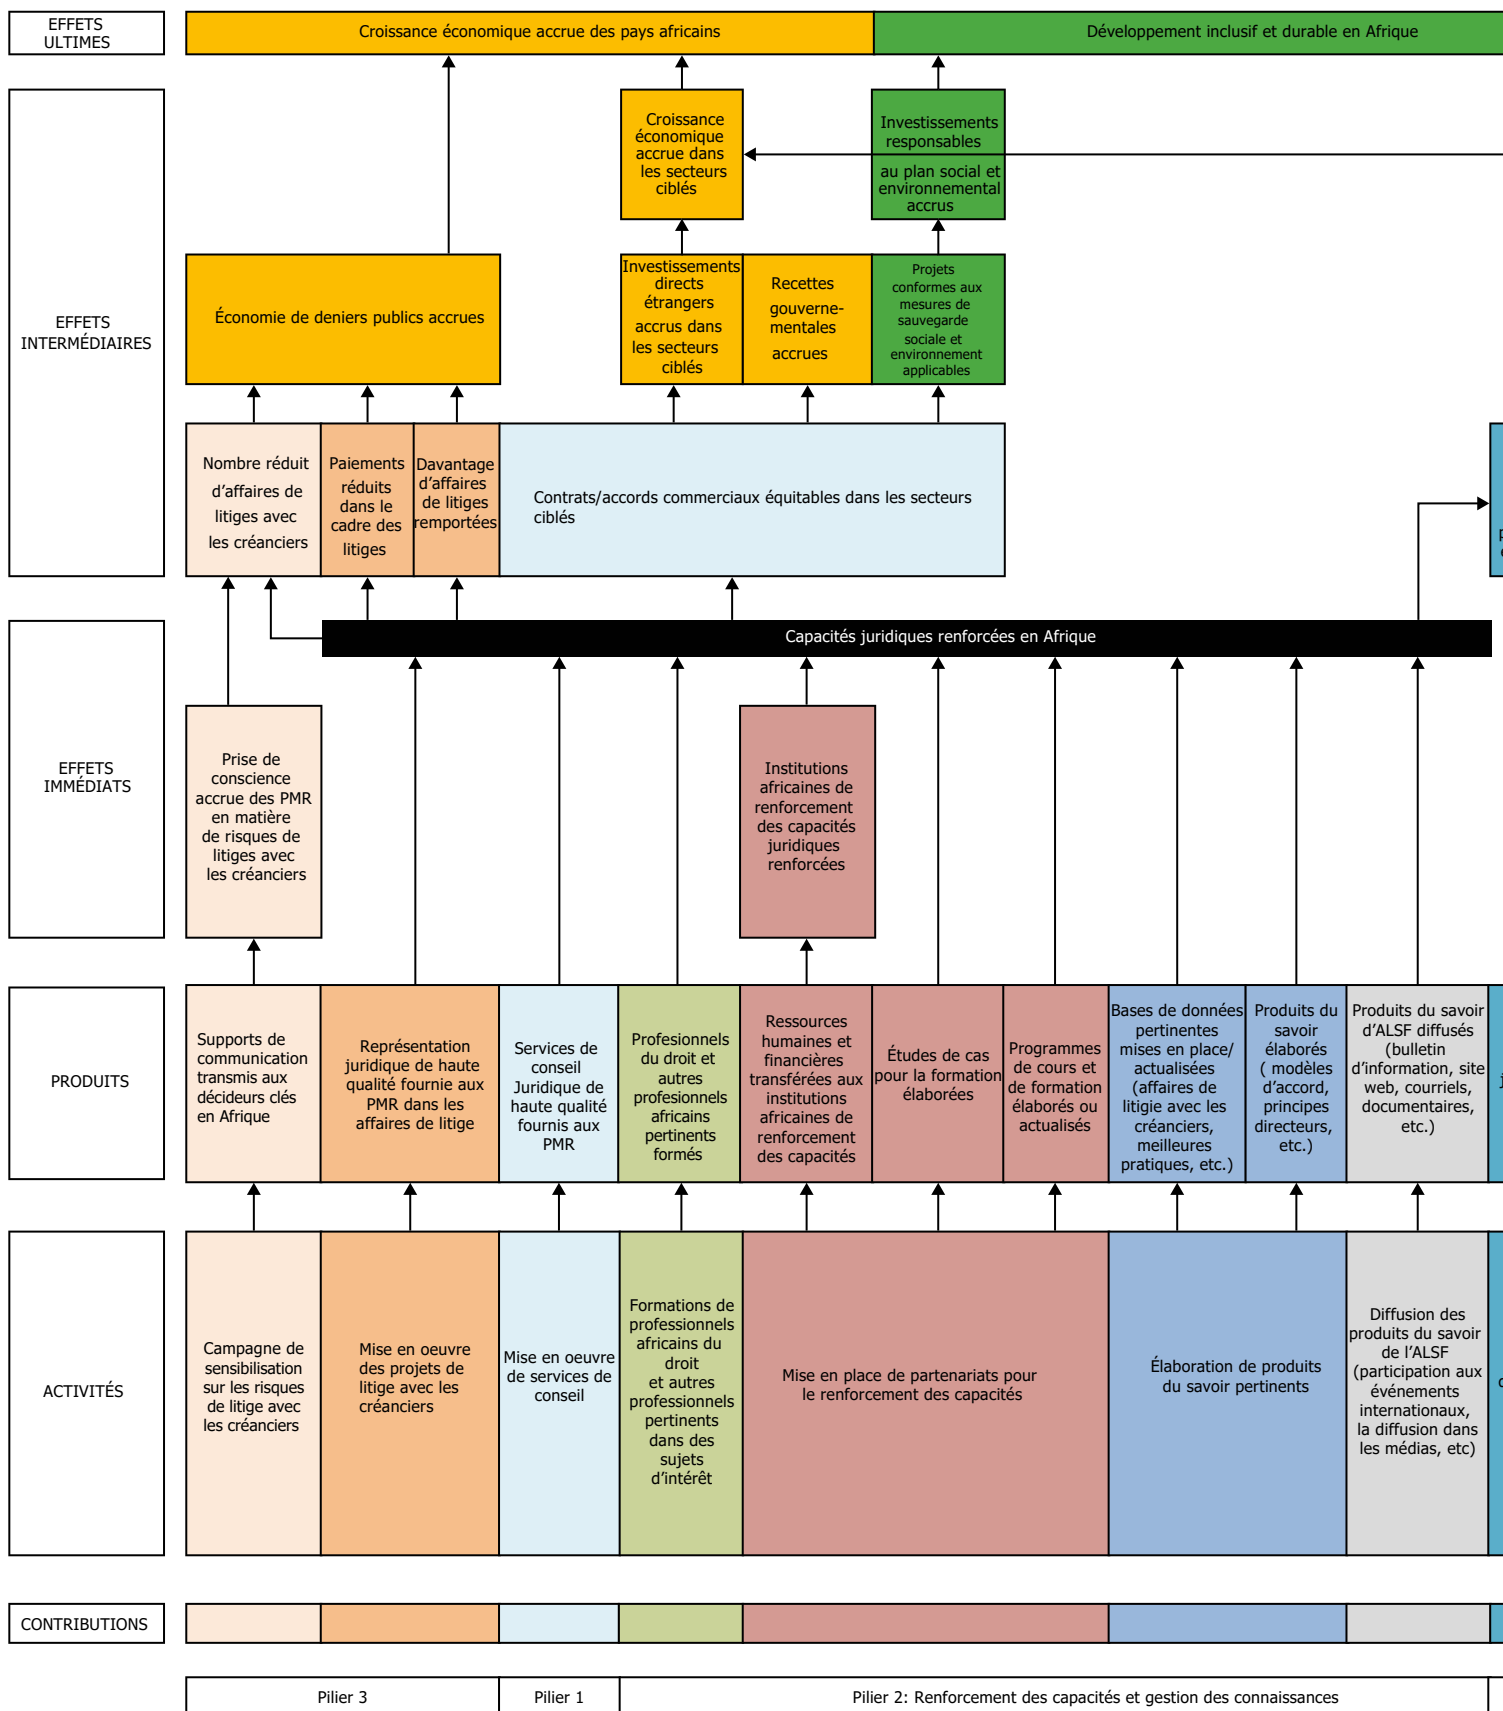 EFFETS
ULTIMES
Croissance économique accrue des pays africains
Développement inclusif et durable en Afrique
EFFETS
INTERMÉDIAIRES
Croissance
économique
accrue dans
les secteurs
ciblés
Investissements
responsables
au plan social et
environnemental
accrus
Économie de deniers publics accrues
Investissements
directs
étrangers
accrus dans
les secteurs
ciblés
Recettes
gouverne-
mentales
accrues
Projets
conformes aux
mesures de
sauvegarde
sociale et
environnement
applicables
Nombre réduit
d'affaires de
litiges avec
les créanciers
Paiements
réduits
dans le
cadre des
litiges
Davantage
d'affaires
de litiges
remportées
Contrats/accords commerciaux équitables dans les secteurs
ciblés
Capacités juridiques renforcées en Afrique
EFFETS
IMMÉDIATS
Prise de
conscience
accrue des PMR
en matière
de risques de
litiges avec
les créanciers
Institutions
africaines de
renforcement
des capacités
juridiques
renforcées
PRODUITS
Supports de
communication
transmis aux
décideurs clés
en Afrique
Représentation
juridique de haute
qualité fournie aux
PMR dans les
affaires de litige
Services de
conseil
Juridique de
haute qualité
fournis aux
PMR
Profesionnels
du droit et
autres
profesionnels
africains
pertinents
formés
Ressources
humaines et
financières
transférées aux
institutions
africaines de
renforcement
des capacités
Études de cas
pour la formation
élaborées
Programmes
de cours et
de formation
élaborés ou
actualisés
Bases de données
pertinentes
mises en place/
actualisées
(affaires de
litigie avec les
créanciers,
meilleures
pratiques, etc.)
Produits du
savoir
élaborés
( modèles
d'accord,
principes
directeurs,
etc.)
Produits du savoir
d'ALSF diffusés
(bulletin
d'information, site
web, courriels,
documentaires,
etc.)
ACTIVITÉS
Campagne de
sensibilisation
sur les risques
de litige avec
les créanciers
Mise en oeuvre
des projets de
litige avec les
créanciers
Mise en oeuvre
de services de
conseil
Formations de
professionnels
africains du
droit
et autres
professionnels
pertinents
dans des
sujets
d'intérêt
Mise en place de partenariats pour
le renforcement des capacités
Élaboration de produits
du savoir pertinents
Diffusion des
produits du savoir
de l'ALSF
(participation aux
événements
internationaux,
la diffusion dans
les médias, etc)
CONTRIBUTIONS
Pilier 3
Pilier 1
Pilier 2: Renforcement des capacités et gestion des connaissances